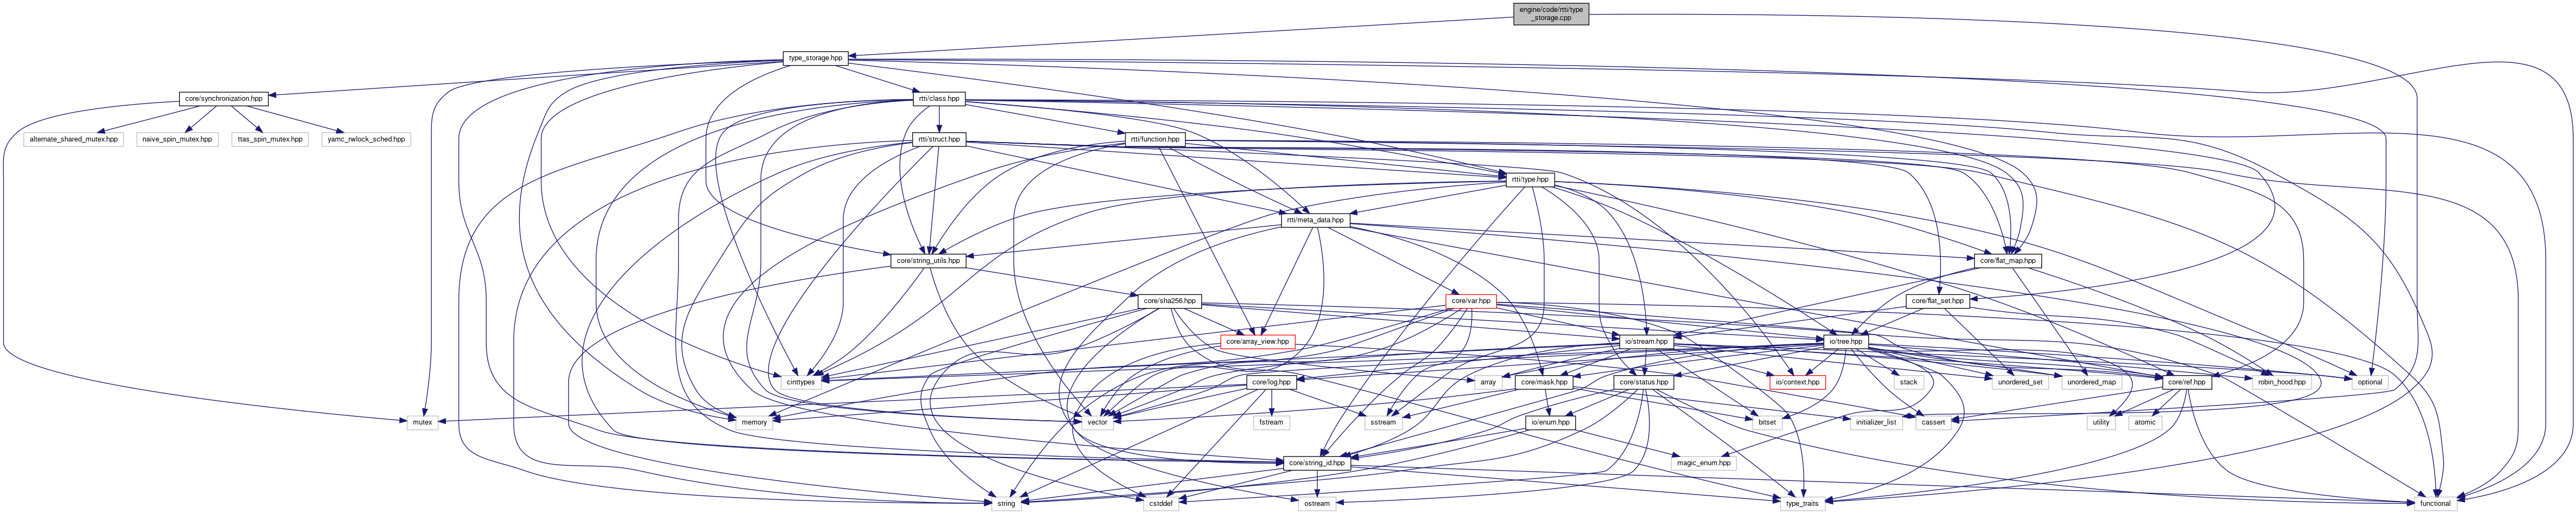 engine/code/rtti/type
_storage.cpp
type_storage.hpp
core/synchronization.hpp
rtti/class.hpp
alternate_shared_mutex.hpp
naive_spin_mutex.hpp
ttas_spin_mutex.hpp
yamc_rwlock_sched.hpp
rtti/struct.hpp
rtti/function.hpp
rtti/type.hpp
rtti/meta_data.hpp
core/string_utils.hpp
core/flat_map.hpp
core/sha256.hpp
core/var.hpp
core/flat_set.hpp
core/array_view.hpp
io/stream.hpp
io/tree.hpp
cinttypes
core/log.hpp
array
core/mask.hpp
core/status.hpp
io/context.hpp
stack
unordered_set
unordered_map
core/ref.hpp
robin_hood.hpp
optional
mutex
memory
vector
fstream
sstream
io/enum.hpp
bitset
initializer_list
cassert
utility
atomic
core/string_id.hpp
magic_enum.hpp
string
cstddef
ostream
type_traits
functional